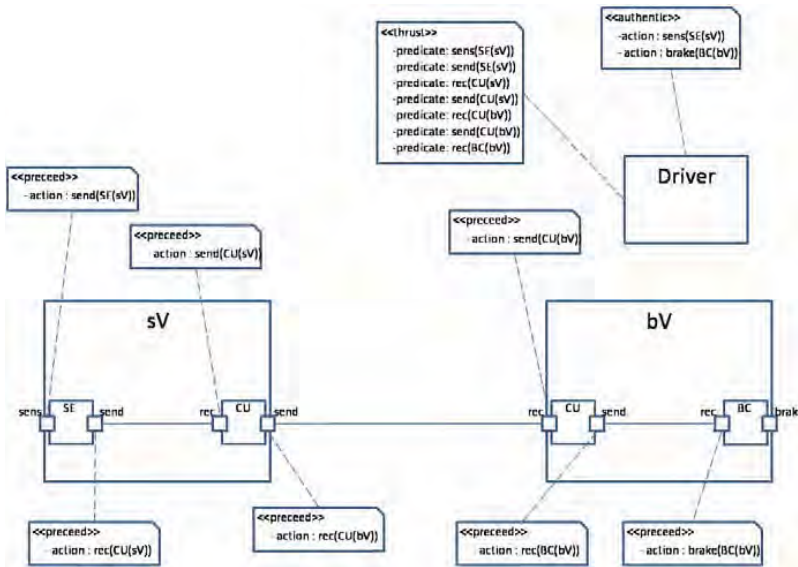 <<thrust>>
-predicate: sens(SE(sV))
-predicate: send(SE(sV))
-predicate: rec(CU(sV))
-predicate: send(CU(sV))
-predicate: rec(CU(bV))
-predicate: send(CU(bV))
-predicate: rec(BC(bV))
<<authentic>>
-action : sens(SE(sV))
- action : brake(BC(bV))
Driver
<<preceed>>
- action : send(SE(sV))
<<preceed>>
- action : send(CU(sV))
<<preceed>>
- action : send(CU(bV))
sV
bV
sens SE send rec CU send rec CU send rec BC brake
<<preceed>>
- action : rec(CU(sV))
<<preceed>>
- action : rec(CU(bV))
<<preceed>>
- action : rec(BC(bV))
<<preceed>>
- action : brake(BC(bV))